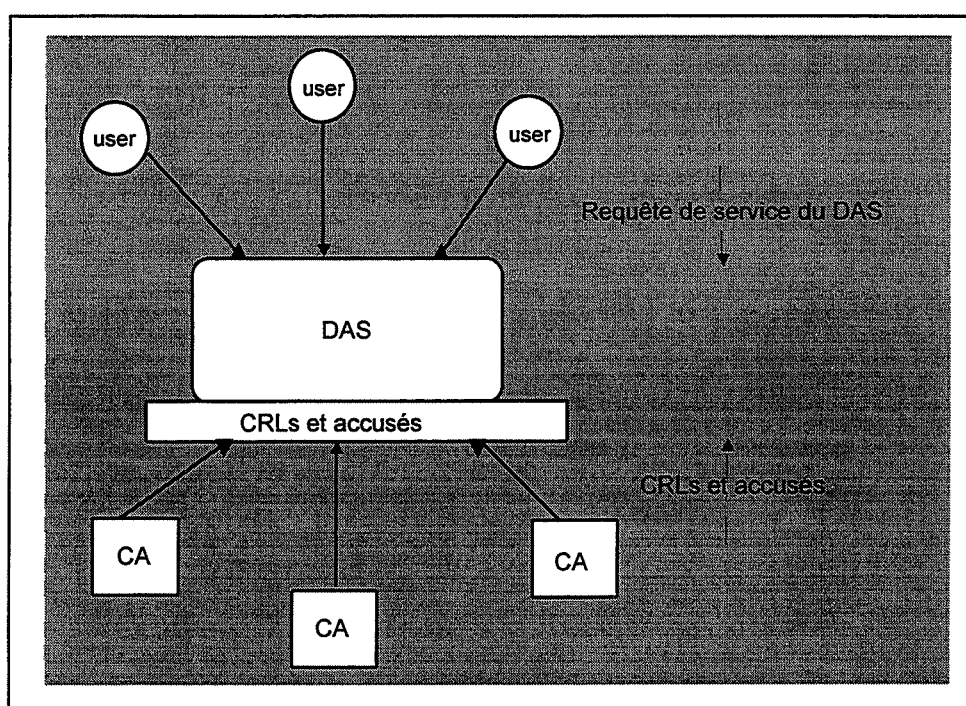 user
user
user
Requête de service du DAS
DAS
CRLs et accusés
CRLs et accusés
CA
CA
CA